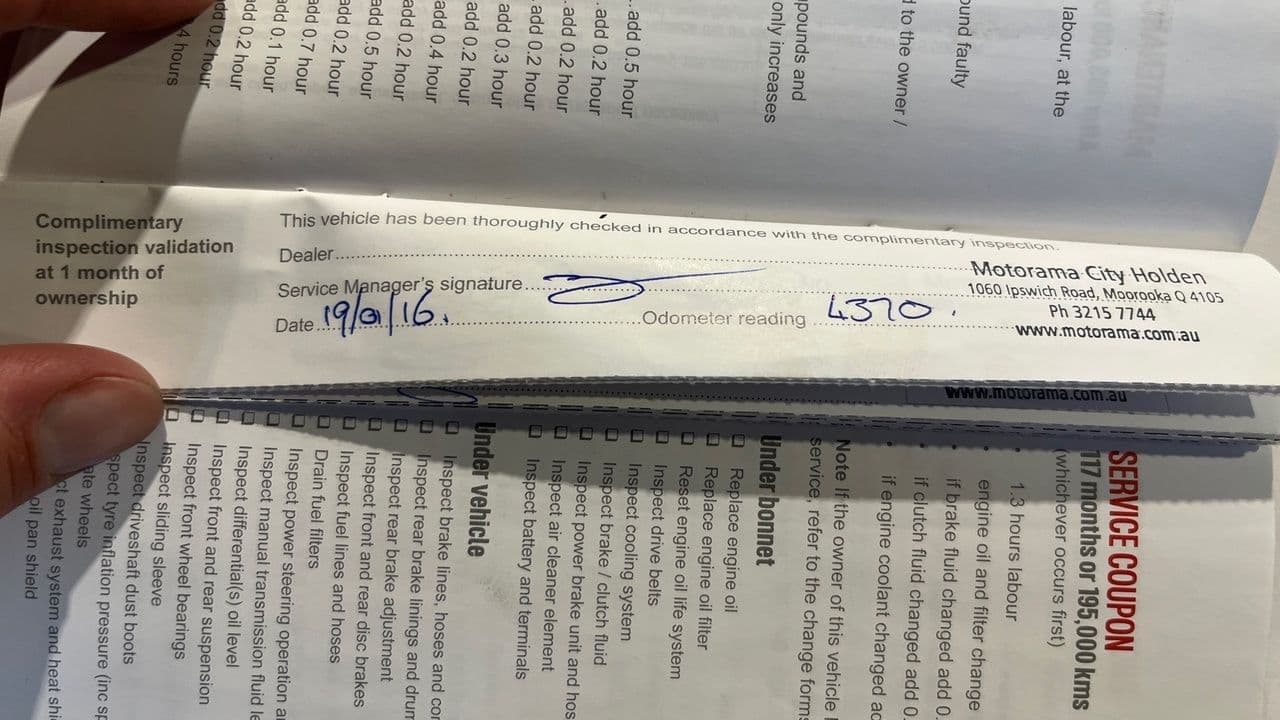 labour, at the
ound faulty
d to the owner /
pounds and
only increases
..add 0.5 hour
..add 0.2 hour
. add 0.2 hour
add 0.2 hour
add 0.3 hour
add 0.2 hour
add 0.4 hour
add 0.2 hour
add 0.5 hour
add 0.2 hour
add 0.7 hour
add 0.1 hour
add 0.2 hour
add 0.2 hour
4 hours
Complimentary
inspection validation
at 1 month of
ownership
This vehicle has been thoroughly checked in accordance with the complimentary inspection.
Dealer
Service Manager's signature
Date 19/9/16. Odometer reading 4370.
Motorama City Holden
1060 Ipswich Road, Moorooka Q 4105
Ph 3215 7744
www.motorama.com.au
www.motorama.com.au
SERVICE COUPON
117 months or 195,000 kms
(whichever occurs first)
• 1.3 hours labour
engine oil and filter change
• if brake fluid changed add 0.
• if clutch fluid changed add 0.
• if engine coolant changed ad
Note If the owner of this vehicle
service, refer to the change form
Under bonnet
Replace engine oil
Replace engine oil filter
Reset engine oil life system
Inspect drive belts
Inspect cooling system
Inspect brake / clutch fluid
Inspect power brake unit and hos
Inspect air cleaner element
Inspect battery and terminals
Under vehicle
Inspect brake lines, hoses and co
Inspect rear brake linings and drum
Inspect rear brake adjustment
Inspect front and rear disc brakes
Inspect fuel lines and hoses
Drain fuel filters
Inspect power steering operation a
Inspect manual transmission fluid le
Inspect differential(s) oil level
Inspect front and rear suspension
Inspect front wheel bearings
Inspect sliding sleeve
Inspect driveshaft dust boots
spect tyre inflation pressure (inc sp
ate wheels
ct exhaust system and heat shi
oil pan shield